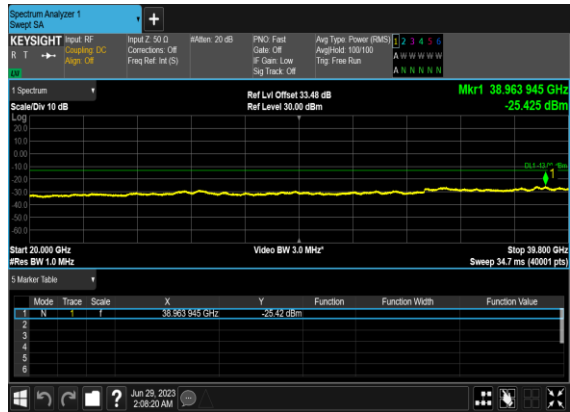 Spectrum Analyzer 1
Swept SA
+
KEYSIGHT Input: RF Input Z: 50 Ω #Atten: 20 dB PNO: Fast Avg Type: Power (RMS) 1 2 3 4 5 6
R T Coupling: DC Corrections: Off Gate: Off Avg|Hold: 100/100 A W W W W W
Align: Off Freq Ref: Int (S) IF Gain: Low Trig: Free Run
LW Sig Track: Off A N N N N N
1 Spectrum Ref Lvl Offset 33.48 dB Mkr1 38.963 945 GHz
Scale/Div 10 dB Ref Level 30.00 dBm -25.425 dBm
Log
20.0
10.0
0.00
-10.0 DL1 -13.00 dBm
1
-20.0
-30.0
-40.0
-50.0
-60.0
Start 20.000 GHz Video BW 3.0 MHz* Stop 39.800 GHz
#Res BW 1.0 MHz Sweep 34.7 ms (40001 pts)
5 Marker Table
Mode Trace Scale X Y Function Function Width Function Value
1 N 1 f 38.963 945 GHz -25.42 dBm
2
3
4
5
6
? Jun 29, 2023
2:08:20 AM